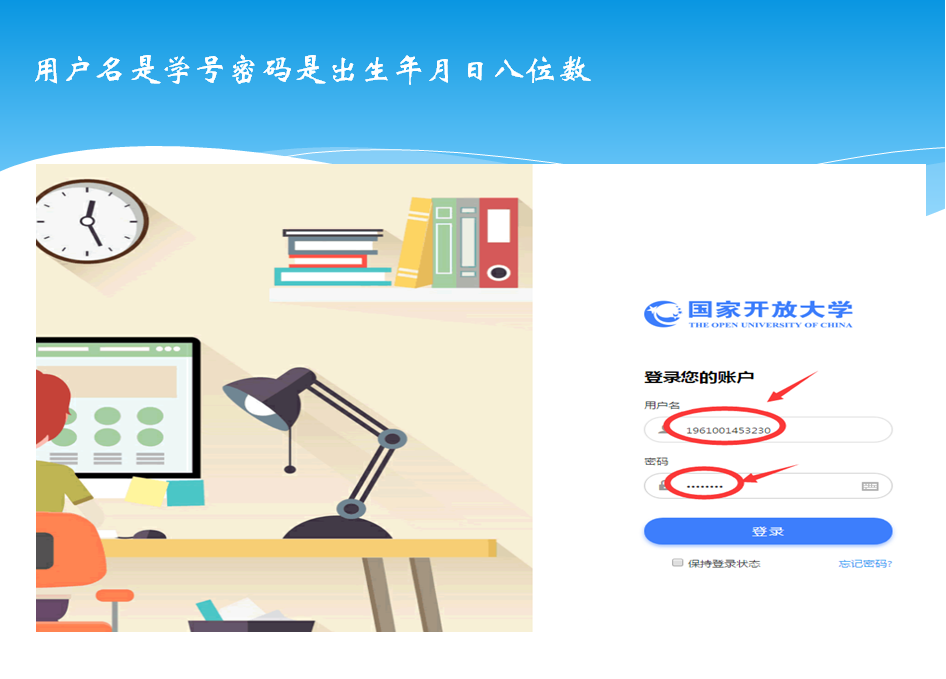 用户名是学号密码是出生年月日八位数
国家开放大学
THE OPEN UNIVERSITY OF CHINA
登录您的账户
用户名
1961001453230
密码
........
登录
保持登录状态 忘记密码?